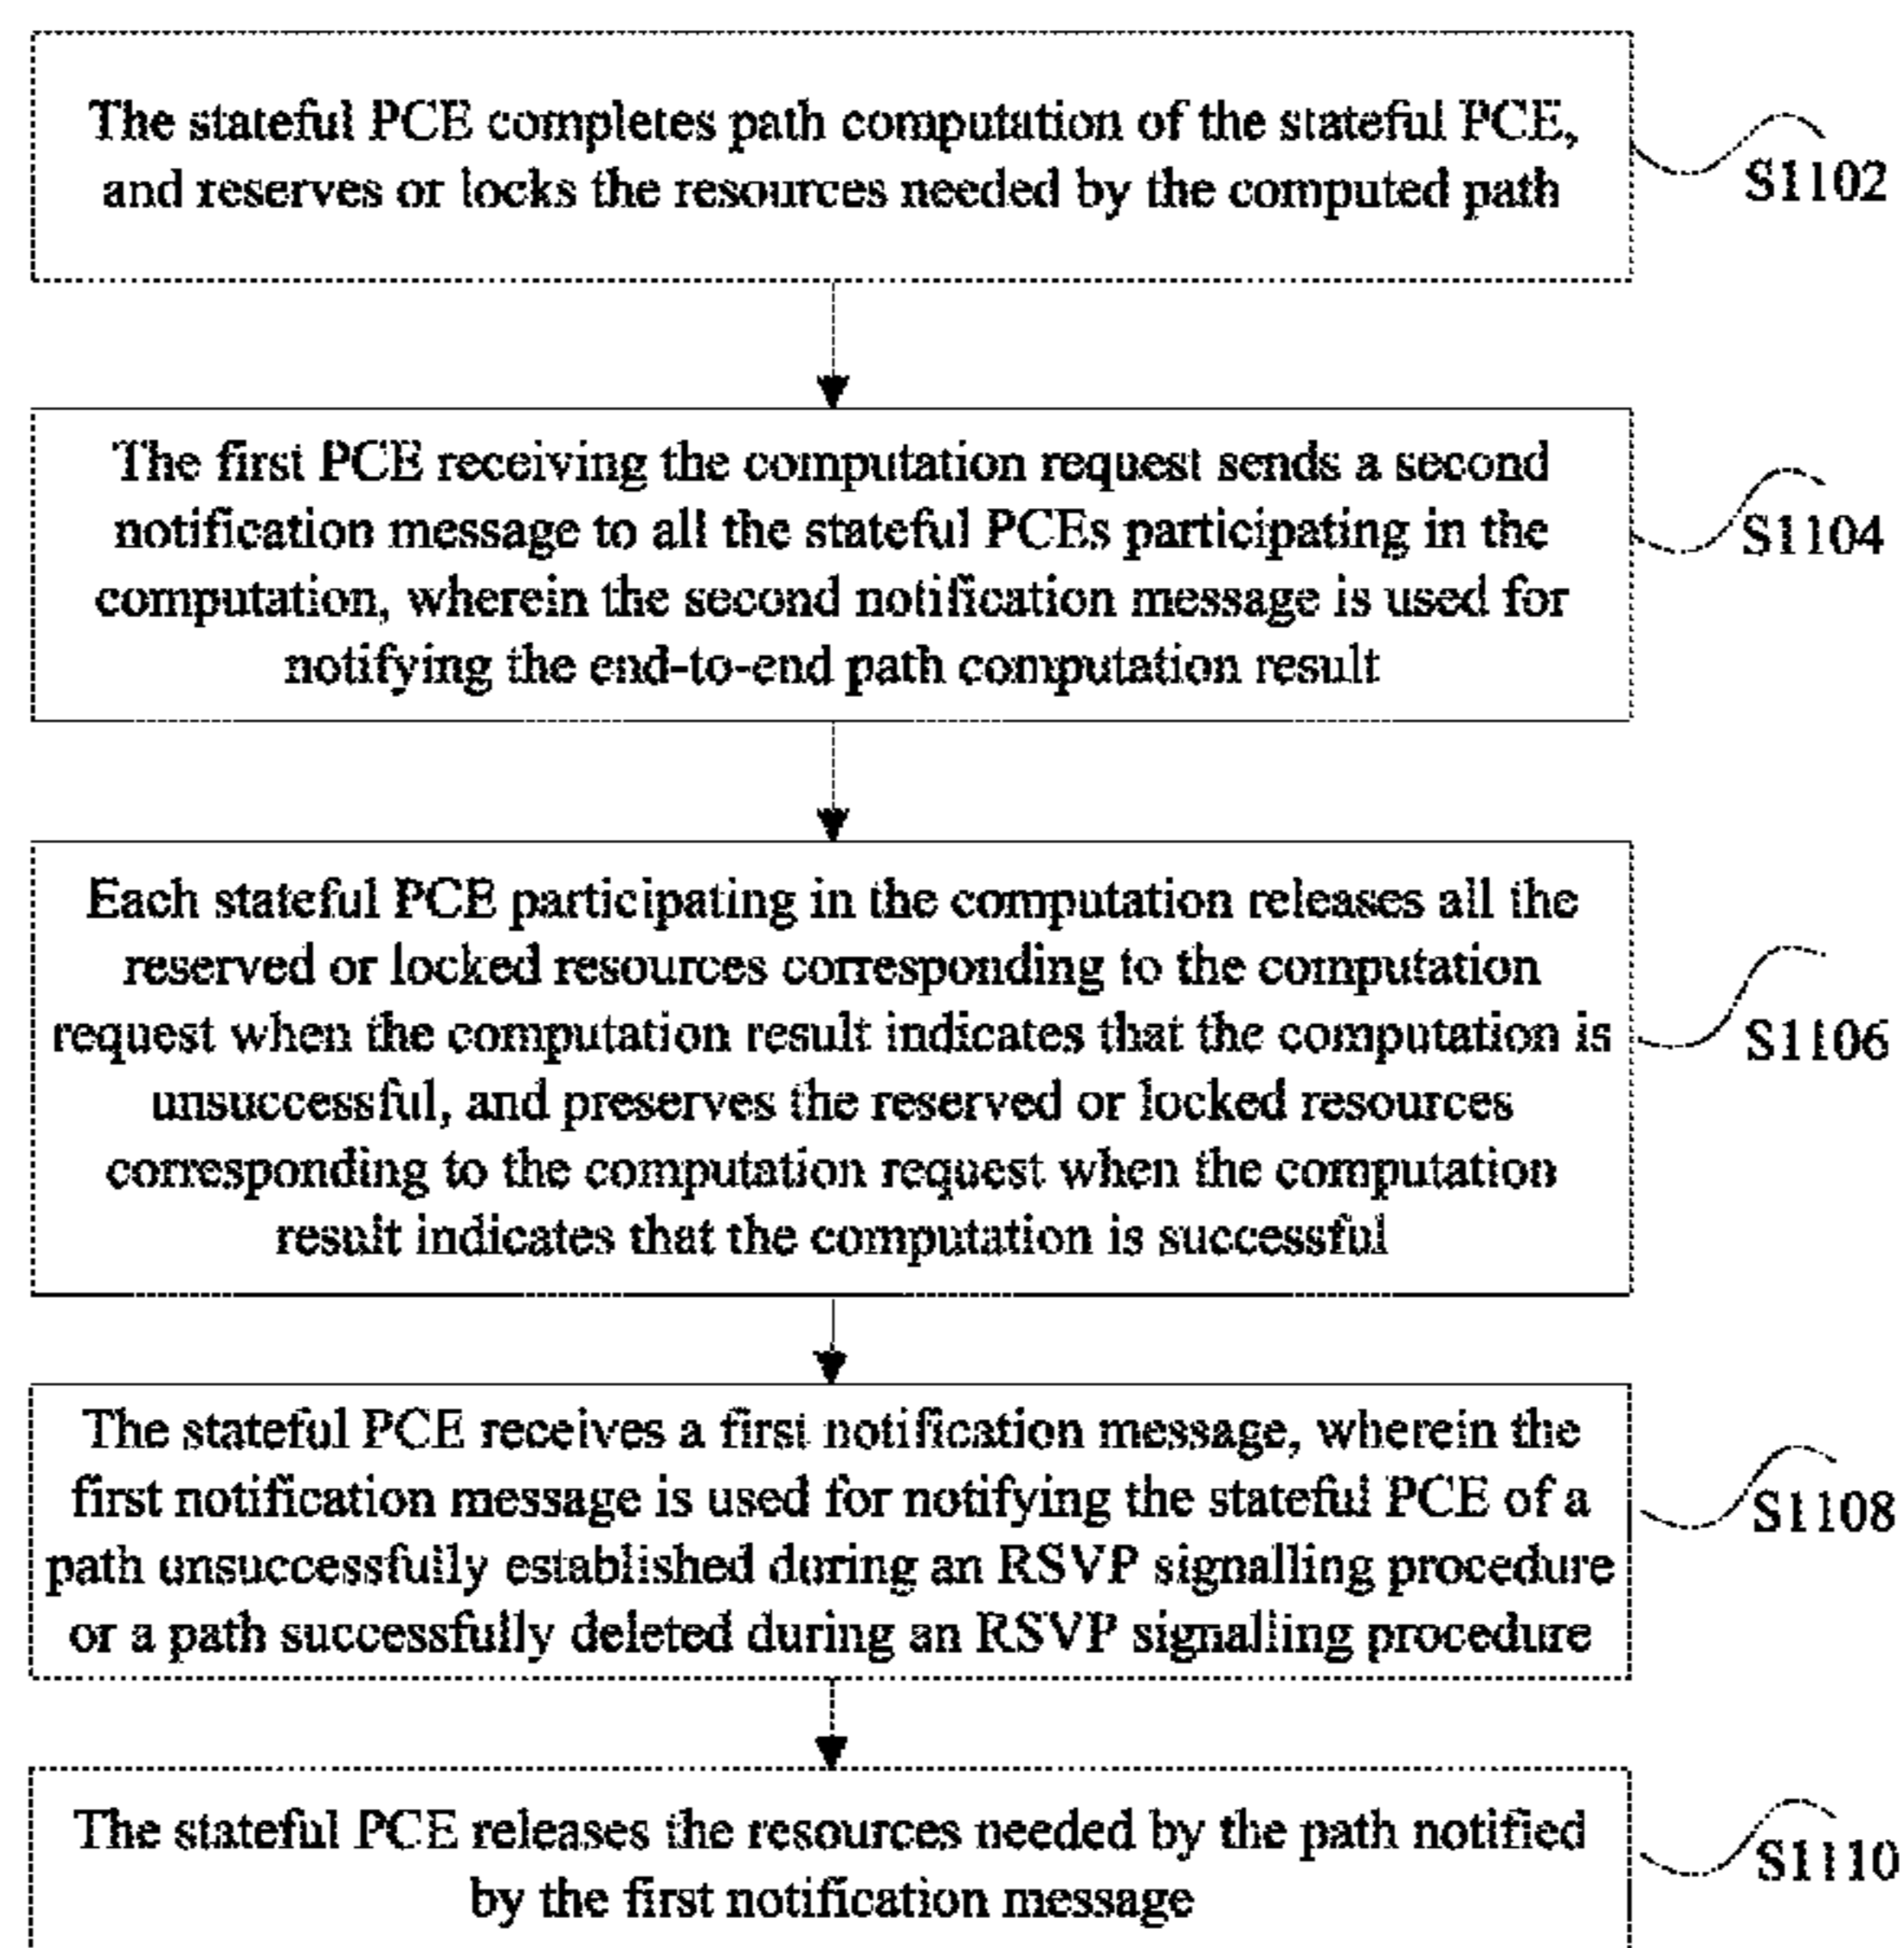 The stateful PCE completes path computation of the stateful PCE,
and reserves or locks the resources needed by the computed path
S1102
The first PCE receiving the computation request sends a second
notification message to all the stateful PCEs participating in the
computation, wherein the second notification message is used for
notifying the end-to-end path computation result
S1104
Each stateful PCE participating in the computation releases all the
reserved or locked resources corresponding to the computation
request when the computation result indicates that the computation is
unsuccessful, and preserves the reserved or locked resources
corresponding to the computation request when the computation
result indicates that the computation is successful
S1106
The stateful PCE receives a first notification message, wherein the
first notification message is used for notifying the stateful PCE of a
path unsuccessfully established during an RSVP signalling procedure
or a path successfully deleted during an RSVP signalling procedure
S1108
The stateful PCE releases the resources needed by the path notified
by the first notification message
S1110